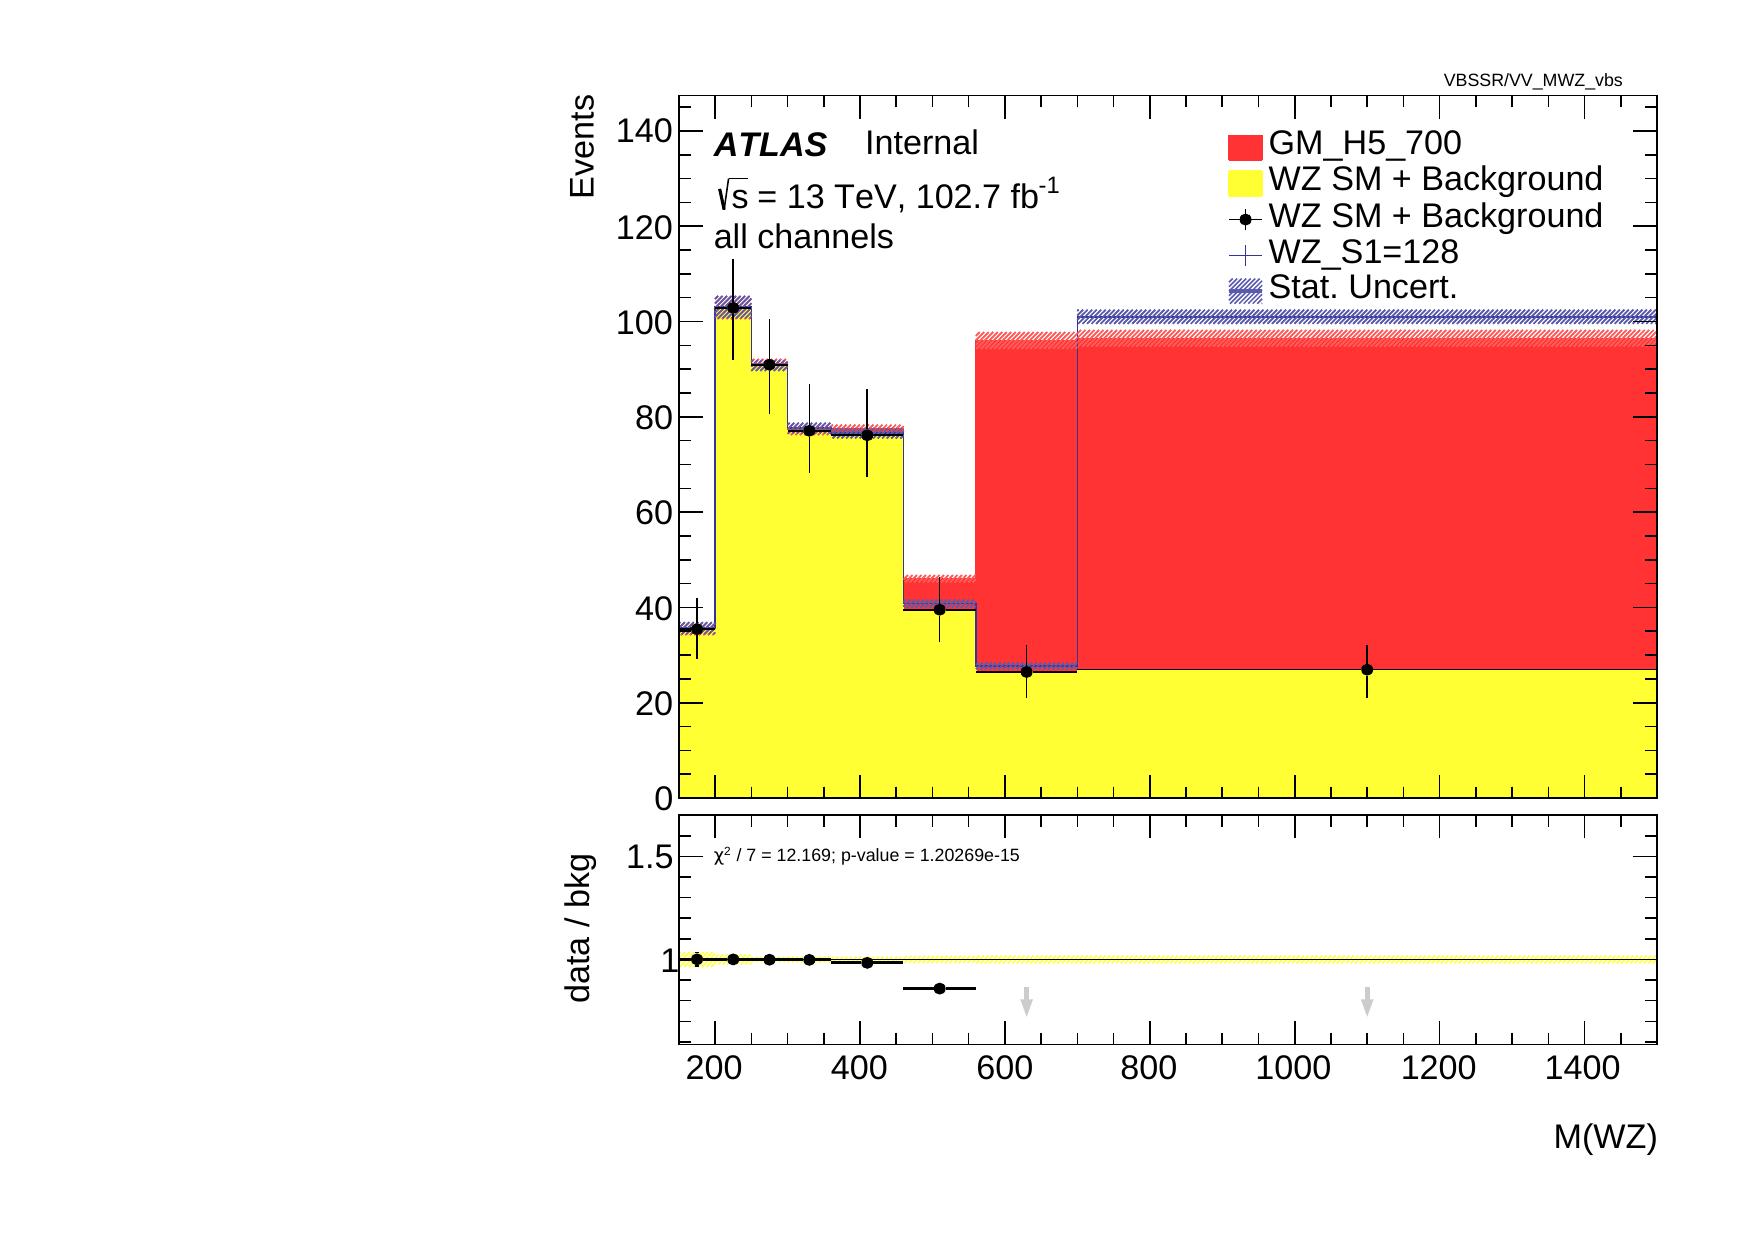 VBSSR/VV_MWZ_vbs
Events
140
120
100
80
60
40
20
0
ATLAS Internal
√s = 13 TeV, 102.7 fb-1
all channels
GM_H5_700
WZ SM + Background
WZ SM + Background
WZ_S1=128
Stat. Uncert.
data / bkg
1.5
1
χ2 / 7 = 12.169; p-value = 1.20269e-15
200 400 600 800 1000 1200 1400
M(WZ)